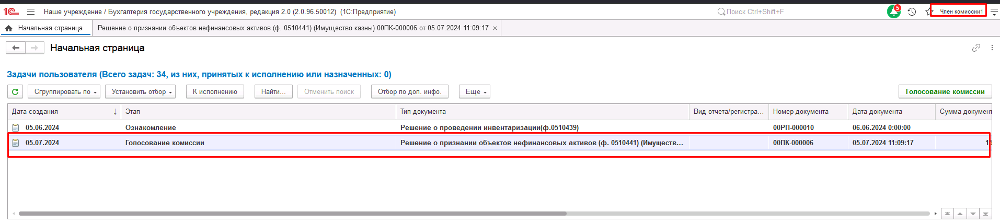 1С Наше учреждение / Бухгалтерия государственного учреждения, редакция 2.0 (2.0.96.50012) (1С:Предприятие) Поиск Ctrl+Shift+F 5 Член комиссии1
Начальная страница Решение о признании объектов нефинансовых активов (ф. 0510441) (Имущество казны) 00ПК-000006 от 05.07.2024 11:09:17 ×
Начальная страница
Задачи пользователя (Всего задач: 34, из них, принятых к исполнению или назначенных: 0)
Сгруппировать по Установить отбор К исполнению Найти... Отменить поиск Отбор по доп. инфо. Еще Голосование комиссии
Дата создания ↓ Этап Тип документа Вид отчета/регистра... Номер документа Дата документа Сумма документ
05.06.2024 Ознакомление Решение о проведении инвентаризации(ф.0510439) 00РП-000010 06.06.2024 0:00:00
05.07.2024 Голосование комиссии Решение о признании объектов нефинансовых активов (ф. 0510441) (Имуществ... 00ПК-000006 05.07.2024 11:09:17